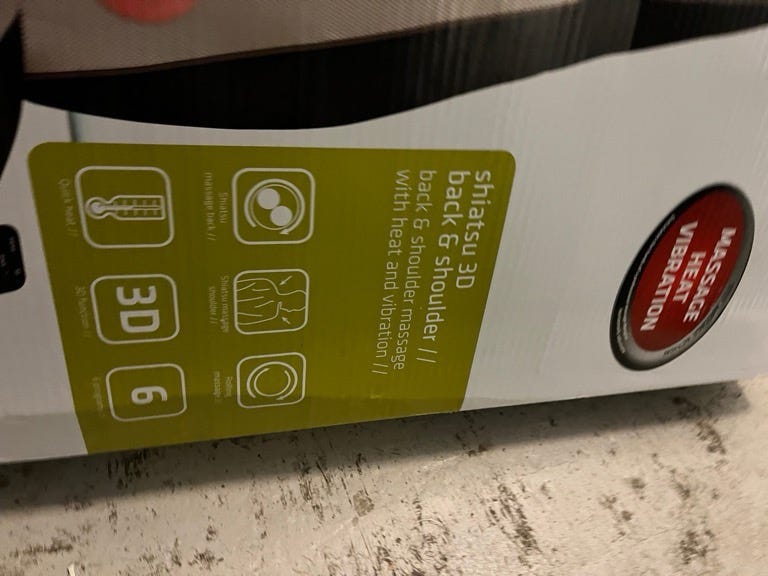 shiatsu 3D
back & shoulder //
back & shoulder massage
with heat and vibration //
Shiatsu
massage back //
Shiatsu massage
shoulder //
Rolling
massage //
Quick heat //
3D
3D function //
6
MASSAGE
HEAT
VIBRATION